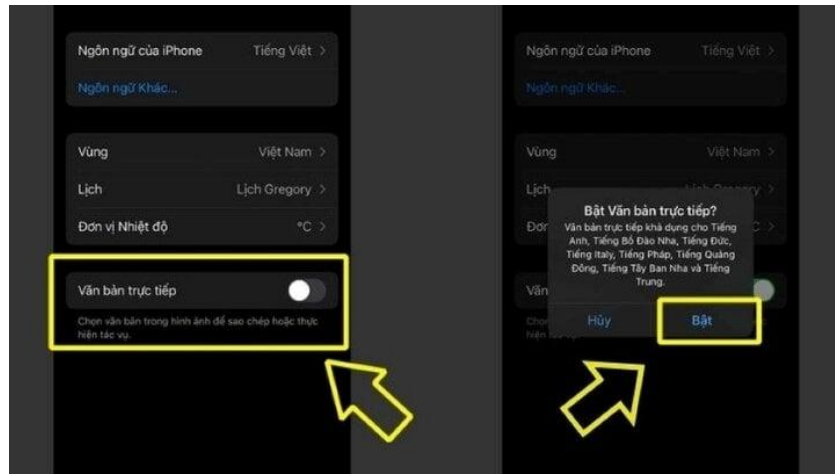 Ngôn ngữ của iPhone Tiếng Việt
Ngôn ngữ Khác...
Vùng Việt Nam
Lịch Lịch Gregory
Đơn vị Nhiệt độ °C
Văn bản trực tiếp
Chọn văn bản trong hình ảnh để sao chép hoặc thực
hiện tác vụ.
Ngôn ngữ của iPhone Tiếng Việt
Ngôn ngữ Khác...
Vùng Việt Nam
Lịch Lịch Gregory
Bật Văn bản trực tiếp?
Văn bản trực tiếp khả dụng cho Tiếng
Anh, Tiếng Bồ Đào Nha, Tiếng Đức,
Tiếng Italy, Tiếng Pháp, Tiếng Quảng
Đông, Tiếng Tây Ban Nha và Tiếng
Trung.
Hủy Bật